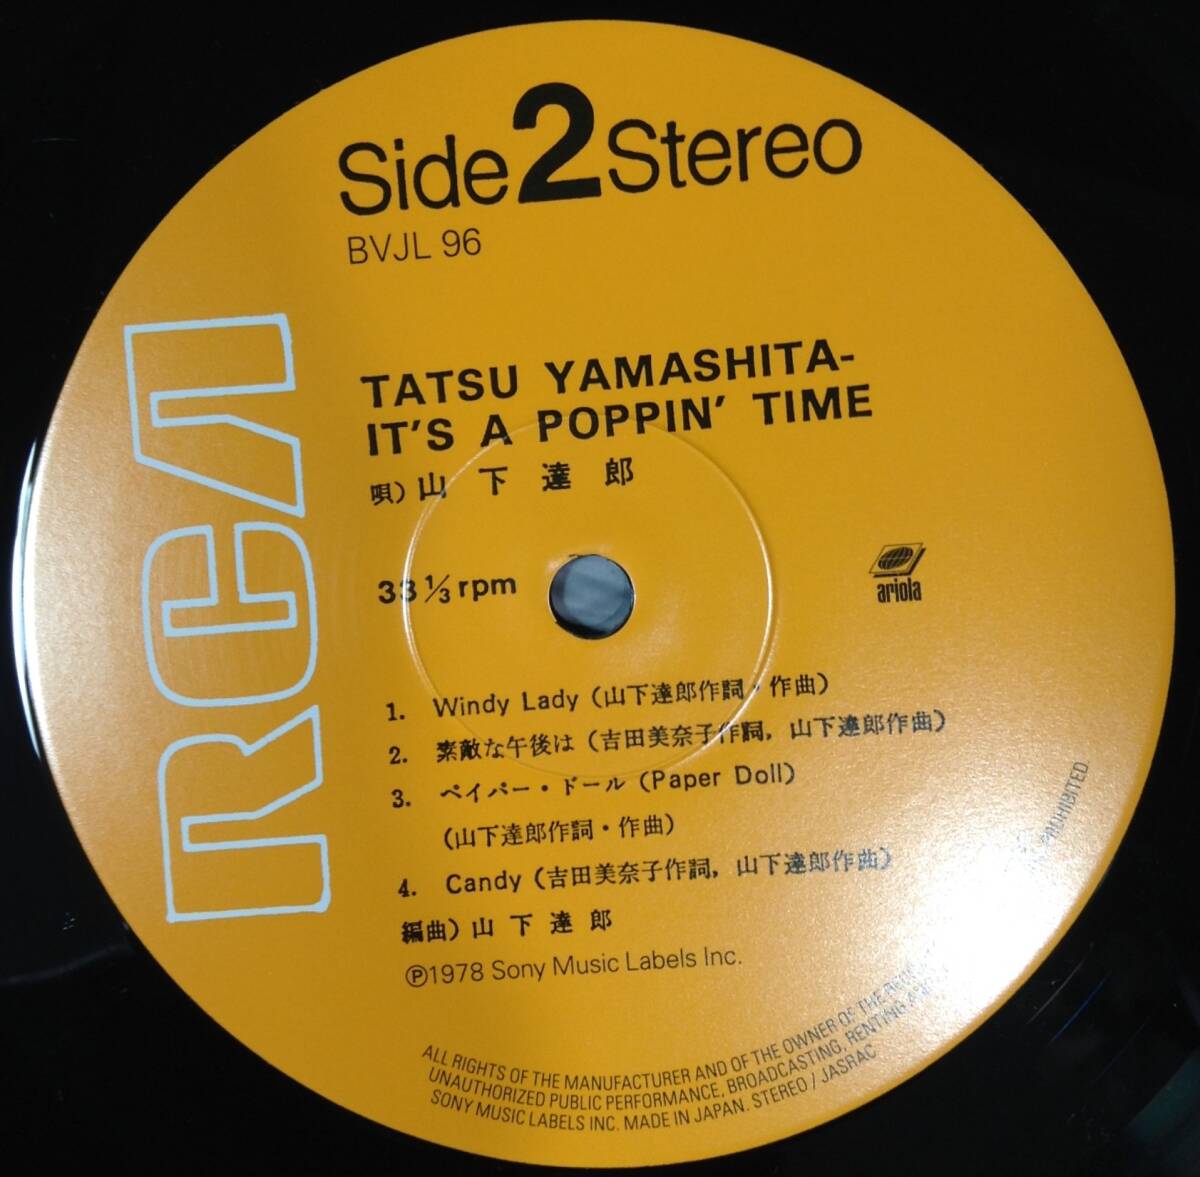 Side 2 Stereo
BVJL 96
RCA
TATSU YAMASHITA-
IT'S A POPPIN' TIME
唄) 山下達郎
33 1/3 rpm
ariola
1. Windy Lady (山下達郎作詞・作曲)
2. 素敵な午後は (吉田美奈子作詞, 山下達郎作曲)
3. ペイパー・ドール (Paper Doll)
(山下達郎作詞・作曲)
4. Candy (吉田美奈子作詞, 山下達郎作曲)
編曲) 山下達郎
Ⓟ1978 Sony Music Labels Inc.
ALL RIGHTS OF THE MANUFACTURER AND OF THE OWNER OF THE
UNAUTHORIZED PUBLIC PERFORMANCE, BROADCASTING, RENTING PROHIBITED
SONY MUSIC LABELS INC. MADE IN JAPAN. STEREO / JASRAC